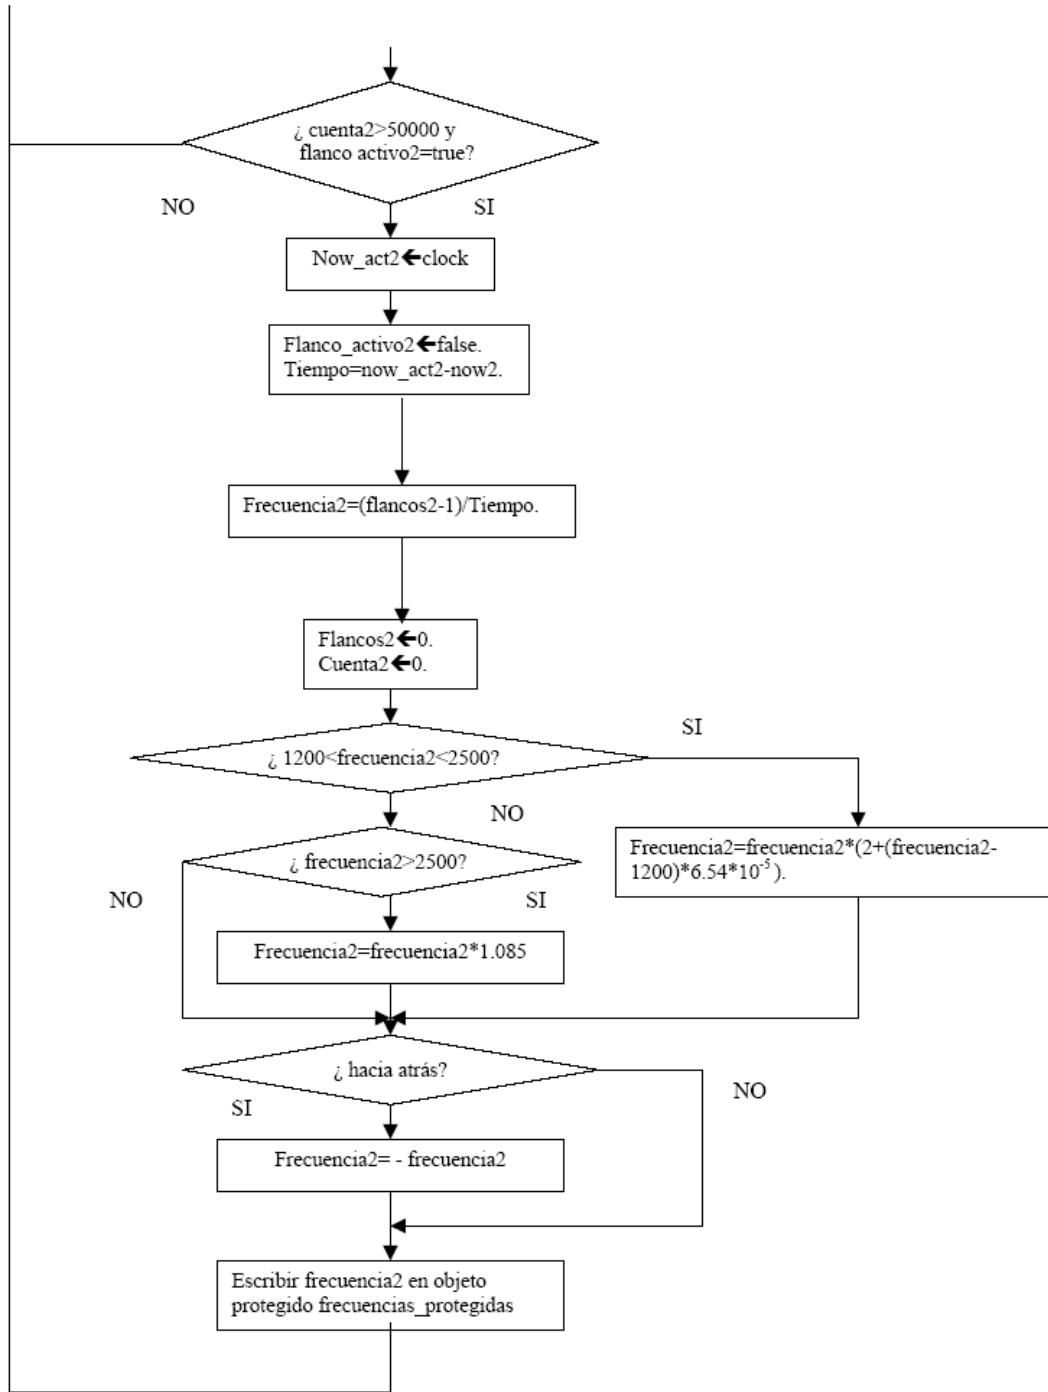 ¿ cuenta2>50000 y
flanco activo2=true?
NO
SI
Now_act2🡸clock
Flanco_activo2🡸false.
Tiempo=now_act2-now2.
Frecuencia2=(flancos2-1)/Tiempo.
Flancos2🡸0.
Cuenta2🡸0.
SI
¿ 1200<frecuencia2<2500?
NO
Frecuencia2=frecuencia2*(2+(frecuencia2-
1200)*6.54*10⁻⁵ ).
¿ frecuencia2>2500?
NO
SI
Frecuencia2=frecuencia2*1.085
¿ hacia atrás?
NO
SI
Frecuencia2= - frecuencia2
Escribir frecuencia2 en objeto
protegido frecuencias_protegidas